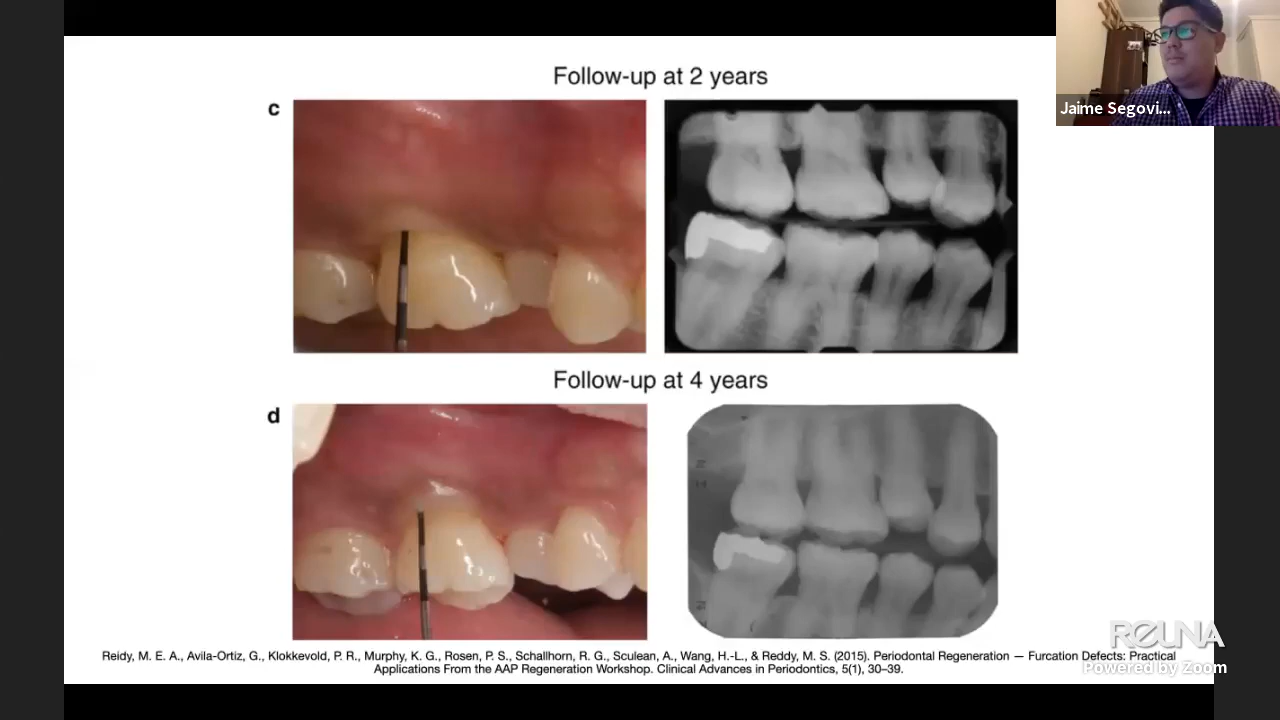 Follow-up at 2 years
c
Jaime Segovi...
Follow-up at 4 years
d
Reidy, M. E. A., Avila-Ortiz, G., Klokkevold, P. R., Murphy, K. G., Rosen, P. S., Schallhorn, R. G., Sculean, A., Wang, H.-L., & Reddy, M. S. (2015). Periodontal Regeneration — Furcation Defects: Practical
Applications From the AAP Regeneration Workshop. Clinical Advances in Periodontics, 5(1), 30–39.
REUNA
Powered by Zoom